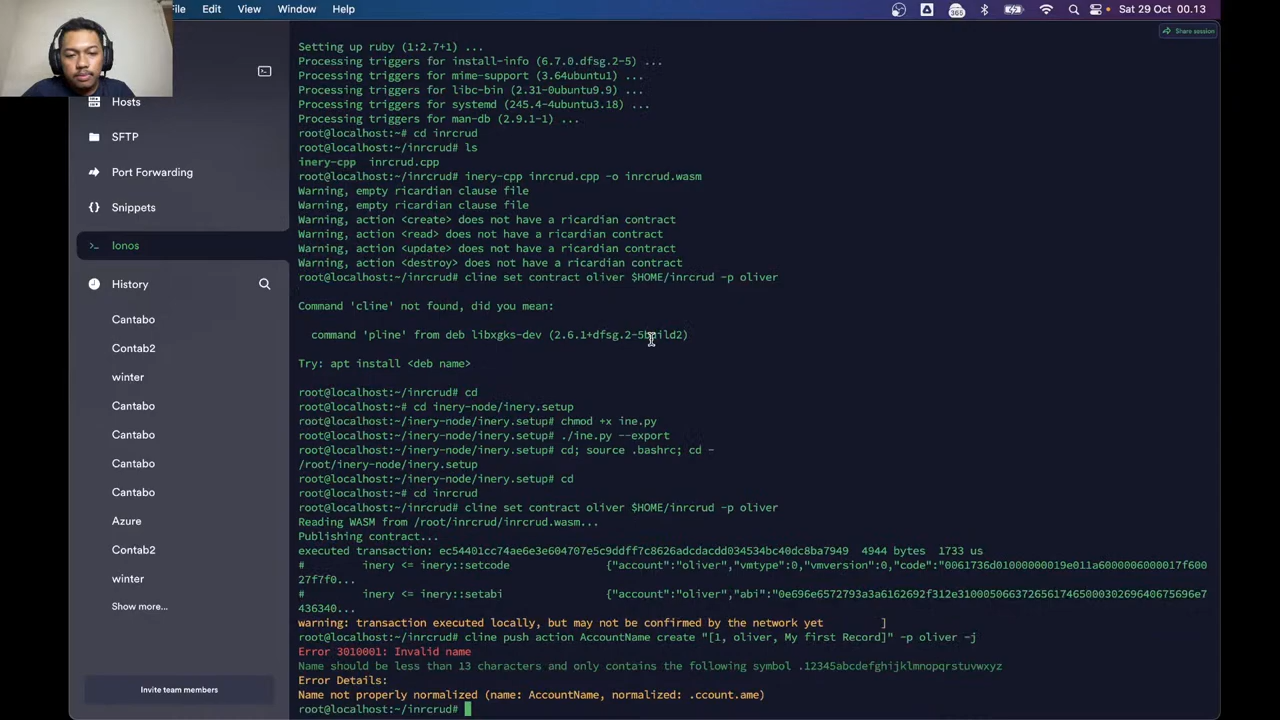 File Edit View Window Help 365 Sat 29 Oct 00.13
Share session
Hosts
SFTP
Port Forwarding
{} Snippets
>_ Ionos
History
Cantabo
Contab2
winter
Cantabo
Cantabo
Cantabo
Cantabo
Azure
Contab2
winter
Show more...
Invite team members
Setting up ruby (1:2.7+1) ...
Processing triggers for install-info (6.7.0.dfsg.2-5) ...
Processing triggers for mime-support (3.64ubuntu1) ...
Processing triggers for libc-bin (2.31-0ubuntu9.9) ...
Processing triggers for systemd (245.4-4ubuntu3.18) ...
Processing triggers for man-db (2.9.1-1) ...
root@localhost:~# cd inrcrud
root@localhost:~/inrcrud# ls
inery-cpp inrcrud.cpp
root@localhost:~/inrcrud# inery-cpp inrcrud.cpp -o inrcrud.wasm
Warning, empty ricardian clause file
Warning, empty ricardian clause file
Warning, action <create> does not have a ricardian contract
Warning, action <read> does not have a ricardian contract
Warning, action <update> does not have a ricardian contract
Warning, action <destroy> does not have a ricardian contract
root@localhost:~/inrcrud# cline set contract oliver $HOME/inrcrud -p oliver
Command 'cline' not found, did you mean:
command 'pline' from deb libxgks-dev (2.6.1+dfsg.2-5build2)
Try: apt install <deb name>
root@localhost:~/inrcrud# cd
root@localhost:~# cd inery-node/inery.setup
root@localhost:~/inery-node/inery.setup# chmod +x ine.py
root@localhost:~/inery-node/inery.setup# ./ine.py --export
root@localhost:~/inery-node/inery.setup# cd; source .bashrc; cd -
/root/inery-node/inery.setup
root@localhost:~/inery-node/inery.setup# cd
root@localhost:~# cd inrcrud
root@localhost:~/inrcrud# cline set contract oliver $HOME/inrcrud -p oliver
Reading WASM from /root/inrcrud/inrcrud.wasm...
Publishing contract...
executed transaction: ec54401cc74ae6e3e604707e5c9ddff7c8626adcdacdd034534bc40dc8ba7949 4944 bytes 1733 us
# inery <= inery::setcode {"account":"oliver","vmtype":0,"vmversion":0,"code":"0061736d01000000019e011a6000006000017f600
27f7f0...
# inery <= inery::setabi {"account":"oliver","abi":"0e696e6572793a3a6162692f312e3100050663726561746500030269640675696e7
436340...
warning: transaction executed locally, but may not be confirmed by the network yet ]
root@localhost:~/inrcrud# cline push action AccountName create "[1, oliver, My first Record]" -p oliver -j
Error 3010001: Invalid name
Name should be less than 13 characters and only contains the following symbol .12345abcdefghijklmnopqrstuvwxyz
Error Details:
Name not properly normalized (name: AccountName, normalized: .ccount.ame)
root@localhost:~/inrcrud#